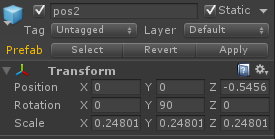 pos2 Static
Tag Untagged Layer Default
Prefab Select Revert Apply
Transform
Position X 0 Y 0 Z -0.5456
Rotation X 0 Y 90 Z 0
Scale X 0.24801 Y 0.24801 Z 0.24801